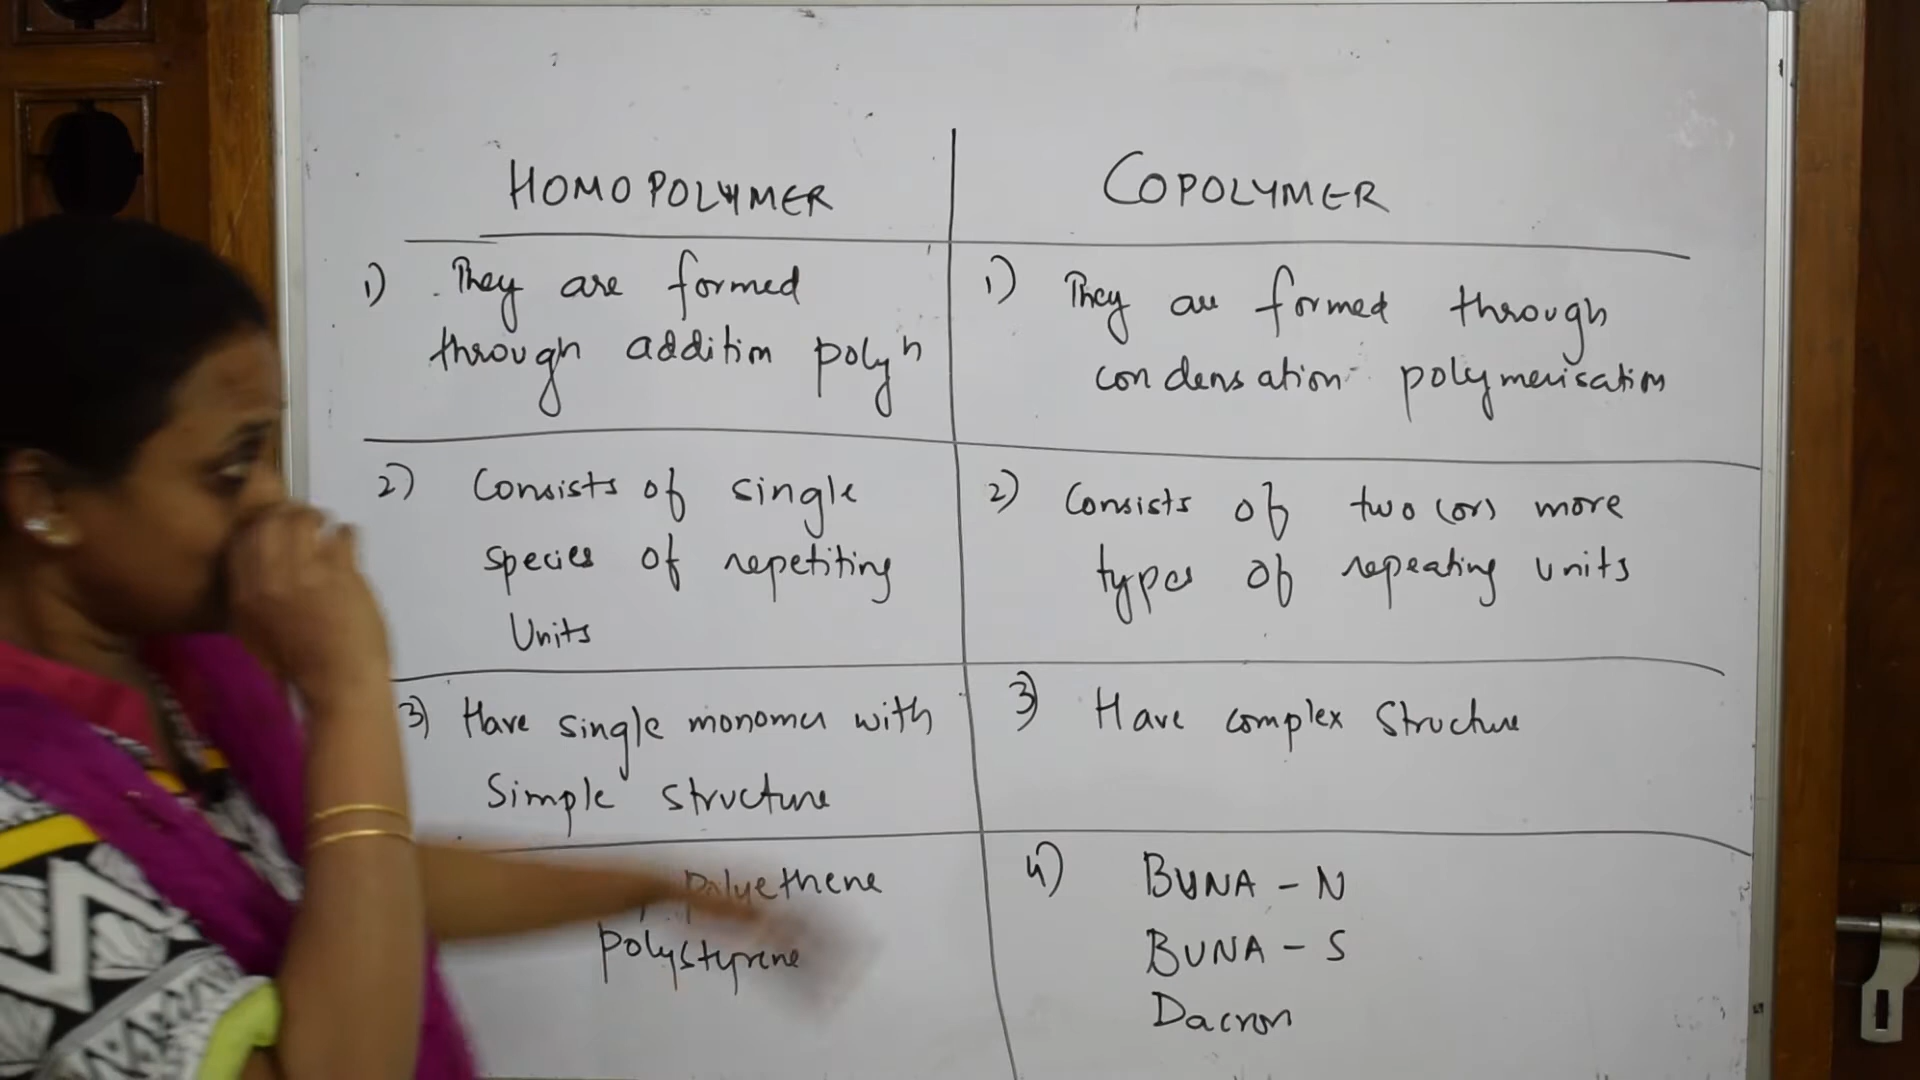 HOMOPOLYMER
1) They are formed
through addition polyn
2) Consists of single
species of repetiting
Units
3) Have single monomer with
Simple structure
polyethene
polystyrene
COPOLYMER
1) They are formed through
condensation polymerisation
2) Consists of two (or) more
types of repeating units
3) Have complex structure
4) BUNA - N
BUNA - S
Dacron